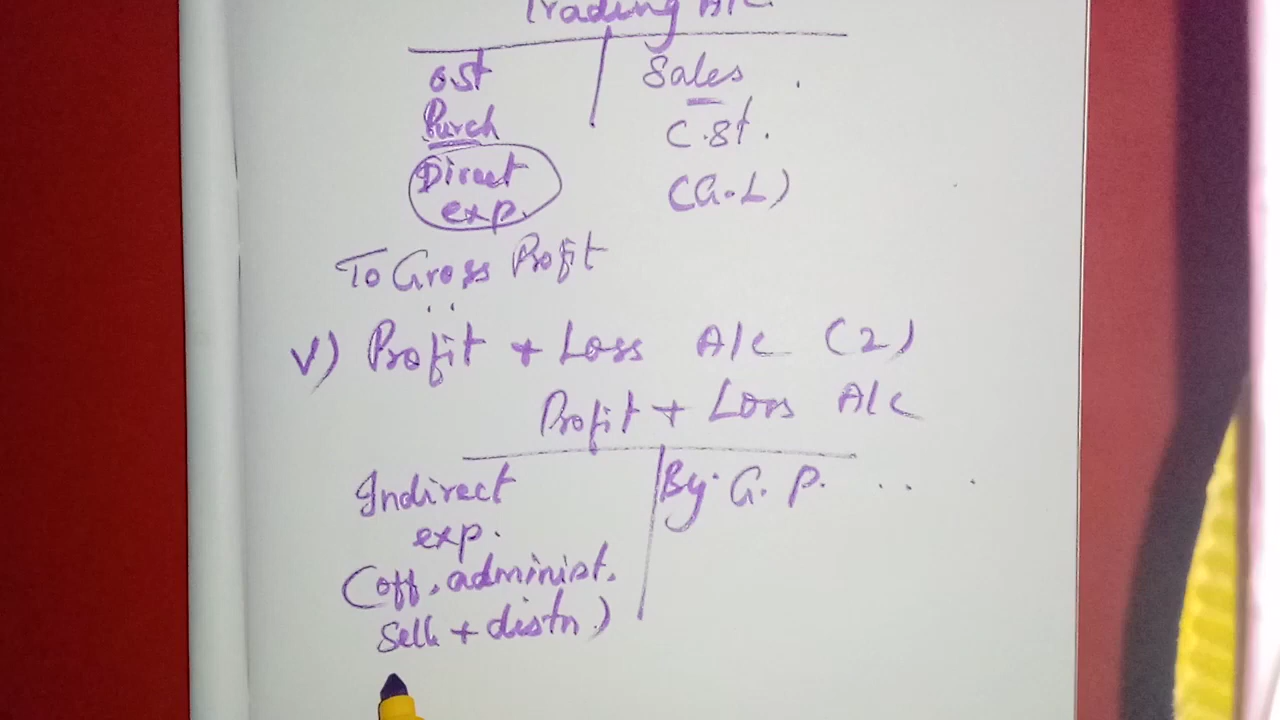 Trading A/c.
O.St Sales
Purch C.St.
Direct (G.L)
exp.
To Gross Profit
V) Profit + Loss A/c (2)
Profit + Loss A/c
Indirect By. G. P. ..
exp.
(off, administ.
Sell + distn)